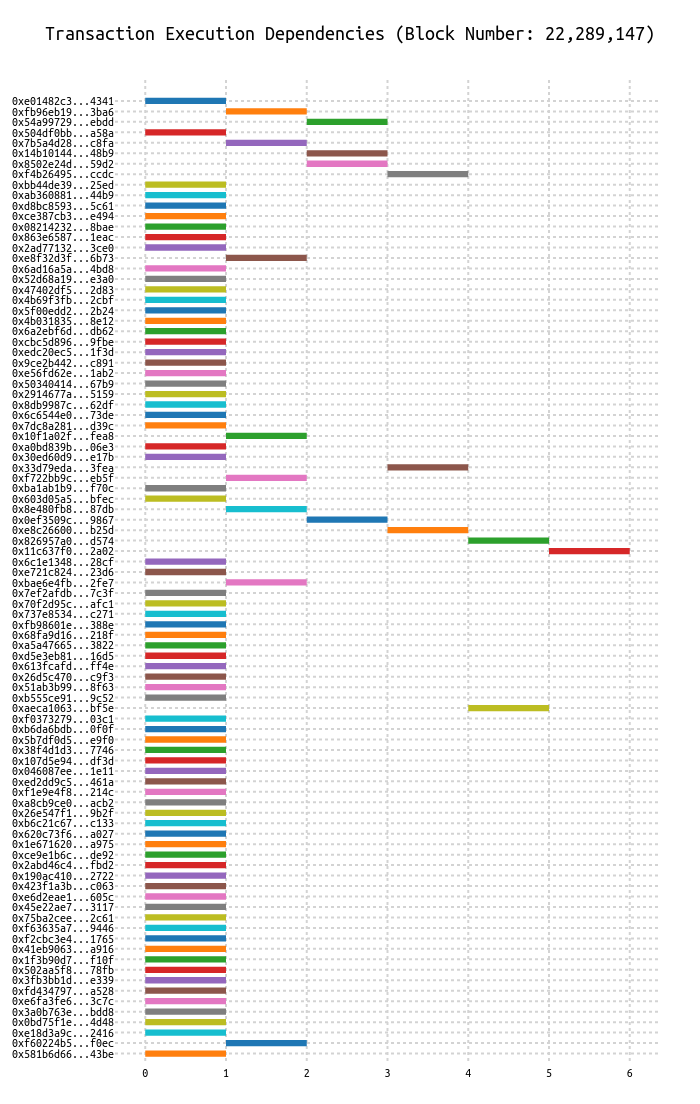 Transaction Execution Dependencies (Block Number: 22,289,147)
0xe01482c3...4341
0xfb96eb19...3ba6
0x54a99729...ebdd
0x504df0bb...a58a
0x7b5a4d28...c8fa
0x14b10144...48b9
0x8502e24d...59d2
0xf4b26495...ccdc
0xbb44de39...25ed
0xab360881...44b9
0xd8bc8593...5c61
0xce387cb3...e494
0x08214232...8bae
0x863e6587...1eac
0x2ad77132...3ce0
0xe8f32d3f...6b73
0x6ad16a5a...4bd8
0x52d68a19...e3a0
0x47402df5...2d83
0x4b69f3fb...2cbf
0x5f00edd2...2b24
0x4b031835...8e12
0x6a2ebf6d...db62
0xcbc5d896...9fbe
0xedc20ec5...1f3d
0x9ce2b442...c891
0xe56fd62e...1ab2
0x50340414...67b9
0x2914677a...5159
0x8db9987c...62df
0x6c6544e0...73de
0x7dc8a281...d39c
0x10f1a02f...fea8
0xa0bd839b...06e3
0x30ed60d9...e17b
0x33d79eda...3fea
0xf722bb9c...eb5f
0xba1ab1b9...f70c
0x603d05a5...bfec
0x8e480fb8...87db
0x0ef3509c...9867
0xe8c26600...b25d
0x826957a0...d574
0x11c637f0...2a02
0x6c1e1348...28cf
0xe721c824...23d6
0xbae6e4fb...2fe7
0x7ef2afdb...7c3f
0x70f2d95c...afc1
0x737e8534...c271
0xfb98601e...388e
0x68fa9d16...218f
0xa5a47665...3822
0xd5e3eb81...16d5
0x613fcafd...ff4e
0x26d5c470...c9f3
0x51ab3b99...8f63
0xb555ce91...9c52
0xaeca1063...bf5e
0xf0373279...03c1
0xb6da6bdb...0f0f
0x5b7df0d5...e9f0
0x38f4d1d3...7746
0x107d5e94...df3d
0x046087ee...1e11
0xed2dd9c5...461a
0xf1e9e4f8...214c
0xa8cb9ce0...acb2
0x26e547f1...9b2f
0xb6c21c67...c133
0x620c73f6...a027
0x1e671620...a975
0xce9e1b6c...de92
0x2abd46c4...fbd2
0x190ac410...2722
0x423f1a3b...c063
0xe6d2eae1...605c
0x45e22ae7...3117
0x75ba2cee...2c61
0xf63635a7...9446
0xf2cbc3e4...1765
0x41eb9063...a916
0x1f3b90d7...f10f
0x502aa5f8...78fb
0x3fb3bb1d...e339
0xfd434797...a528
0xe6fa3fe6...3c7c
0x3a0b763e...bdd8
0x0bd75f1e...4d48
0xe18d3a9c...2416
0xf60224b5...f0ec
0x581b6d66...43be
0 1 2 3 4 5 6